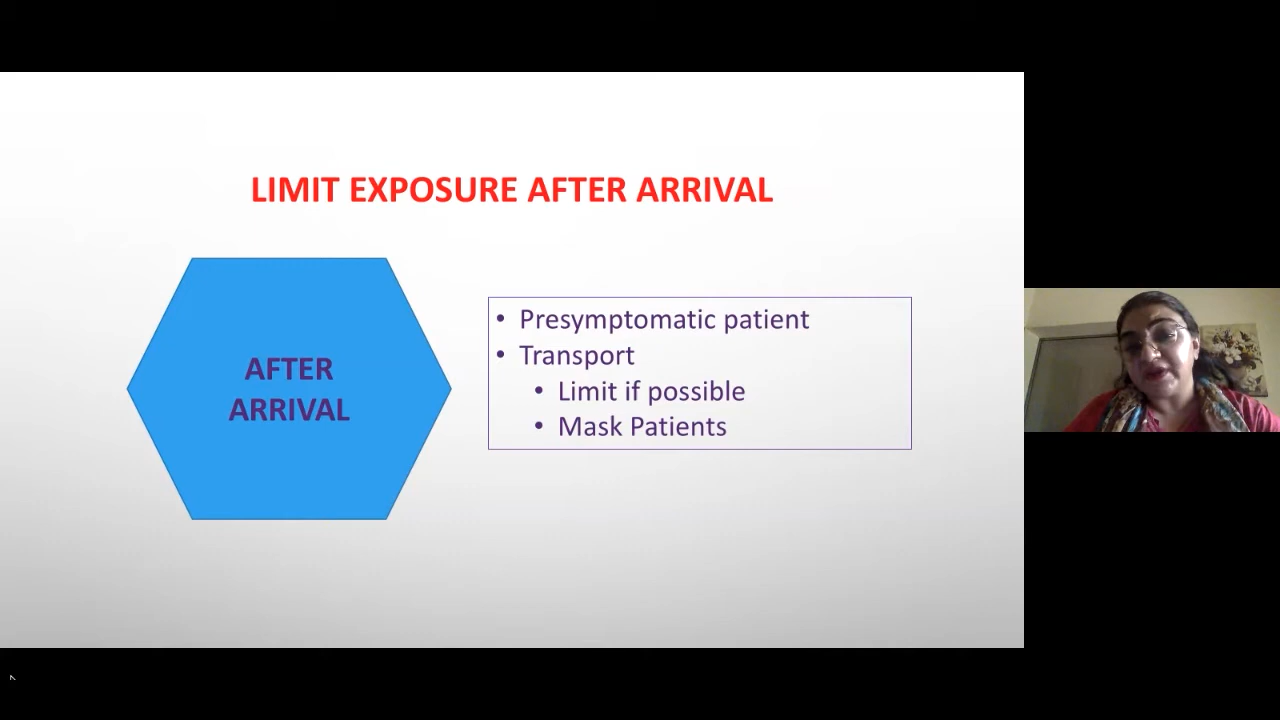 LIMIT EXPOSURE AFTER ARRIVAL
AFTER
ARRIVAL
• Presymptomatic patient
• Transport
• Limit if possible
• Mask Patients